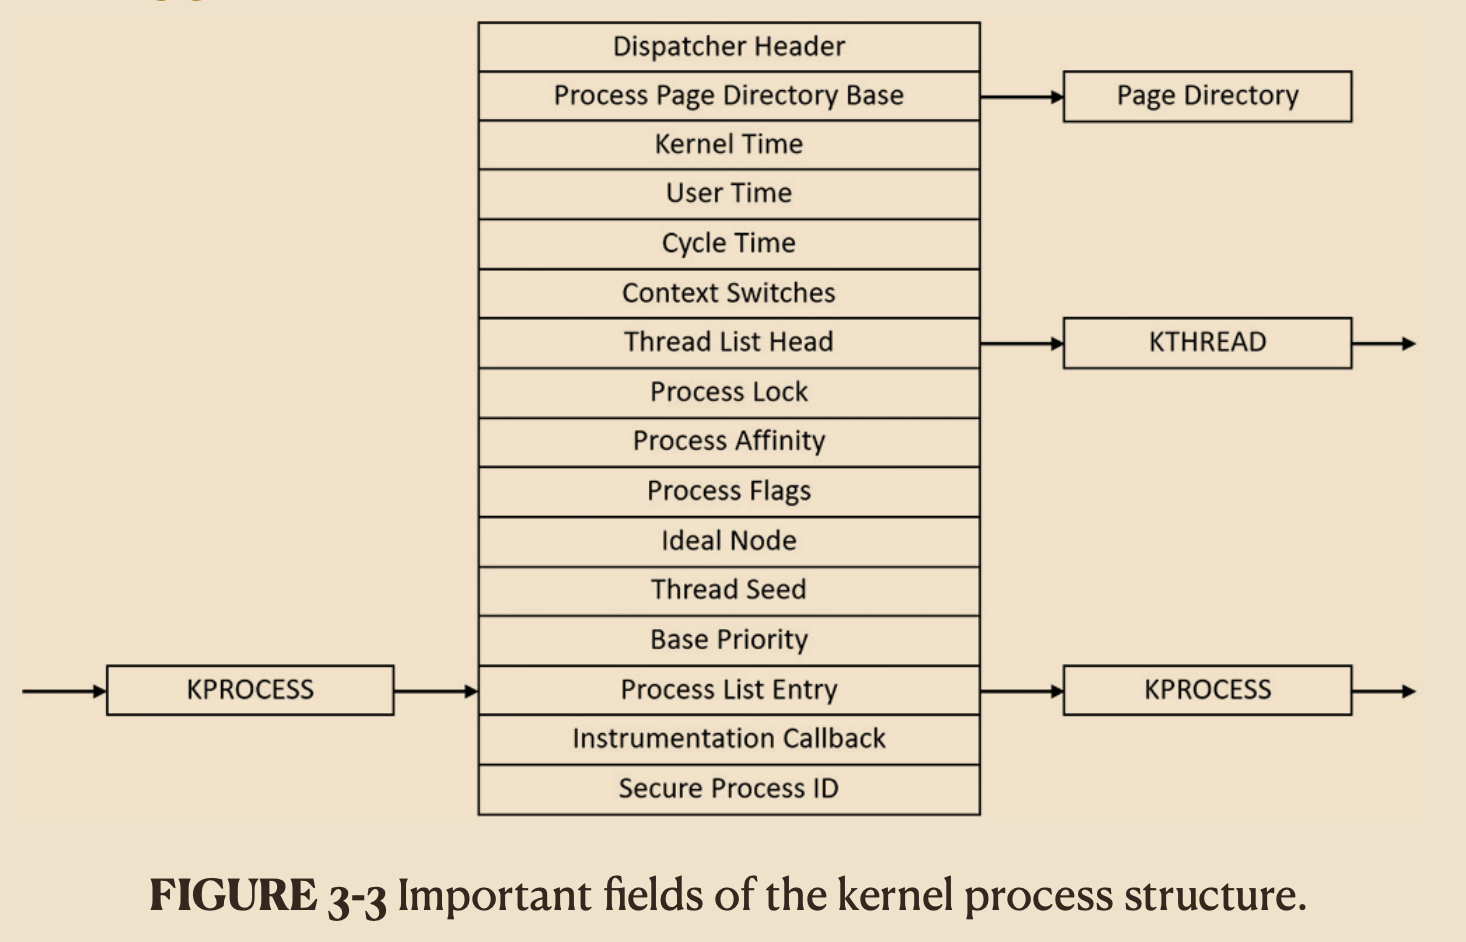 Dispatcher Header
Process Page Directory Base
Page Directory
Kernel Time
User Time
Cycle Time
Context Switches
Thread List Head
KTHREAD
Process Lock
Process Affinity
Process Flags
Ideal Node
Thread Seed
Base Priority
KPROCESS
Process List Entry
KPROCESS
Instrumentation Callback
Secure Process ID
FIGURE 3-3 Important fields of the kernel process structure.